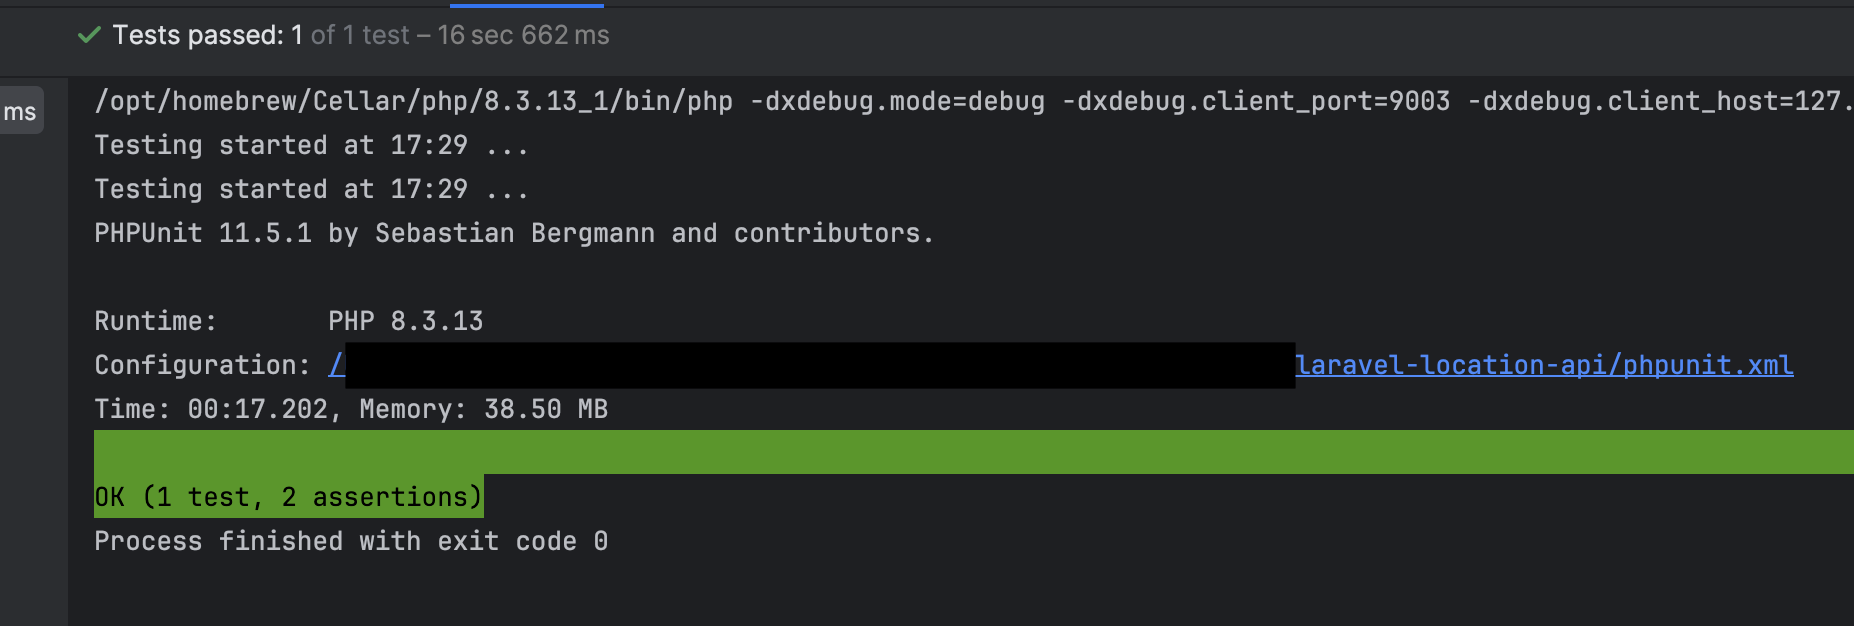 Tests passed: 1 of 1 test – 16 sec 662 ms
ms
/opt/homebrew/Cellar/php/8.3.13_1/bin/php -dxdebug.mode=debug -dxdebug.client_port=9003 -dxdebug.client_host=127.
Testing started at 17:29 ...
Testing started at 17:29 ...
PHPUnit 11.5.1 by Sebastian Bergmann and contributors.
Runtime:       PHP 8.3.13
Configuration: / laravel-location-api/phpunit.xml
Time: 00:17.202, Memory: 38.50 MB
OK (1 test, 2 assertions)
Process finished with exit code 0